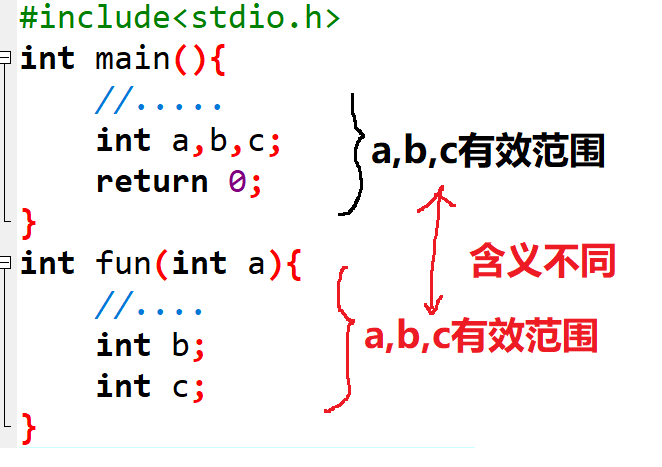 #include<stdio.h>
int main(){
//.....
int a,b,c;
return 0;
}
a,b,c有效范围
含义不同
int fun(int a){
//....
int b;
int c;
}
a,b,c有效范围